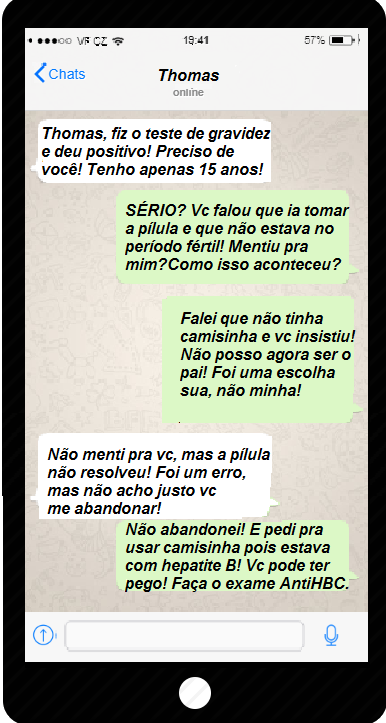 VF CZ 19:41 57%
Chats Thomas
online
Thomas, fiz o teste de gravidez
e deu positivo! Preciso de
você! Tenho apenas 15 anos!
SÉRIO? Vc falou que ia tomar
a pílula e que não estava no
período fértil! Mentiu pra
mim?Como isso aconteceu?
Falei que não tinha
camisinha e vc insistiu!
Não posso agora ser o
pai! Foi uma escolha
sua, não minha!
Não menti pra vc, mas a pílula
não resolveu! Foi um erro,
mas não acho justo vc
me abandonar!
Não abandonei! E pedi pra
usar camisinha pois estava
com hepatite B! Vc pode ter
pego! Faça o exame AntiHBC.